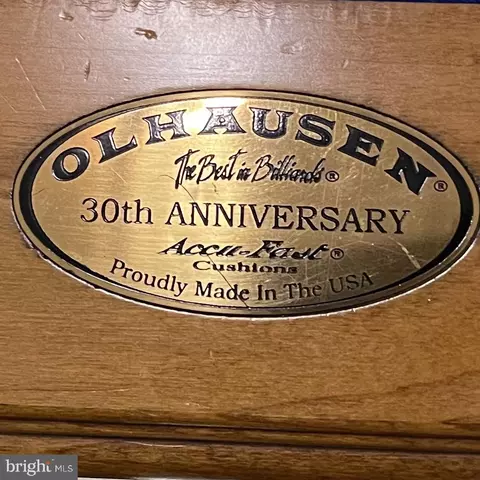 OLHAUSEN®
The Best in Billiards®
30th ANNIVERSARY
Accu-Fast®
Cushions
Proudly Made In The USA
bright MLS